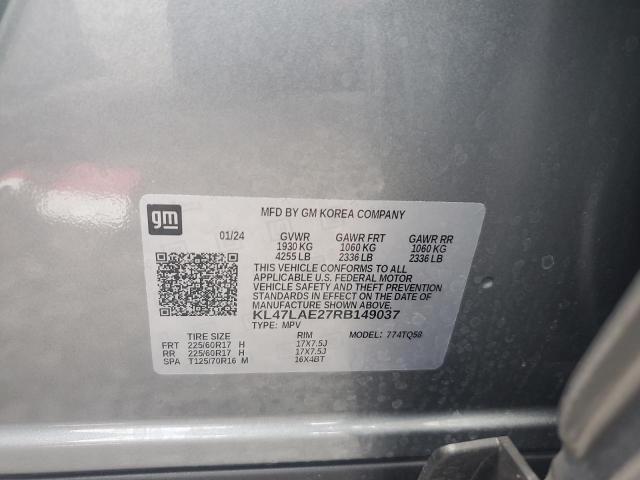 gm
MFD BY GM KOREA COMPANY
01/24 GVWR GAWR FRT GAWR RR
1930 KG 1060 KG 1060 KG
4255 LB 2336 LB 2336 LB
THIS VEHICLE CONFORMS TO ALL
APPLICABLE U.S. FEDERAL MOTOR
VEHICLE SAFETY AND THEFT PREVENTION
STANDARDS IN EFFECT ON THE DATE OF
MANUFACTURE SHOWN ABOVE.
KL47LAE27RB149037
TYPE: MPV MODEL: 774TQ58
TIRE SIZE RIM
FRT 225/60R17 H 17X7.5J
RR 225/60R17 H 17X7.5J
SPA T125/70R16 M 16X4BT